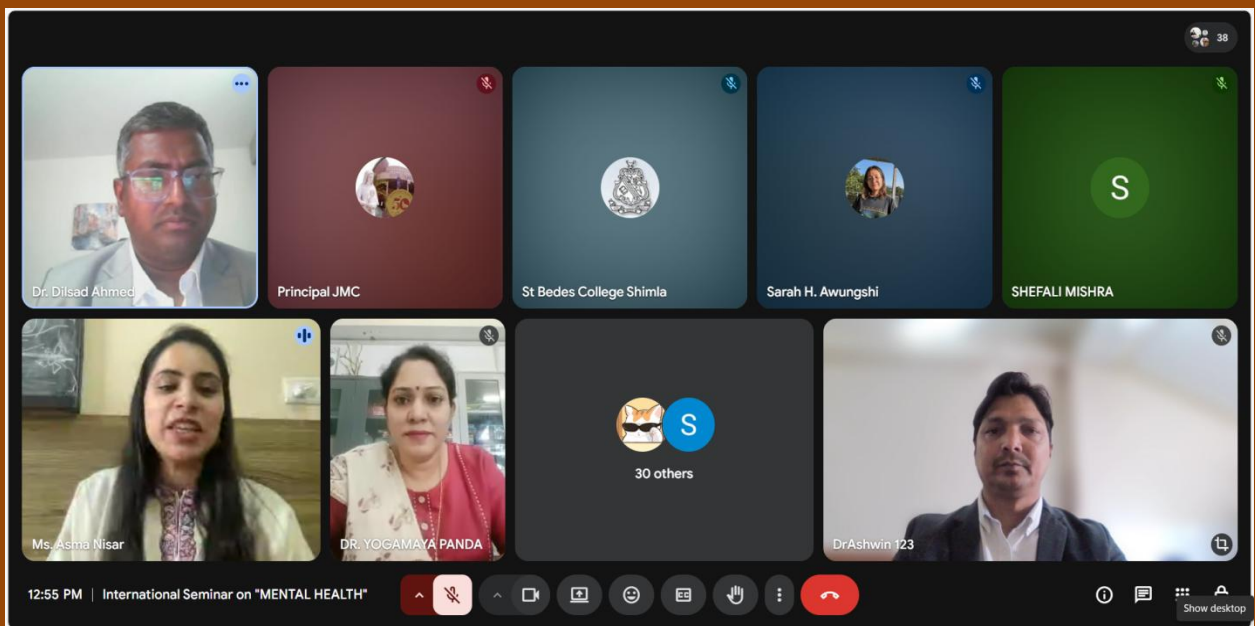 38
Dr. Dilsad Ahmed
Principal JMC
St Bedes College Shimla
Sarah H. Awungshi
S
SHEFALI MISHRA
Ms. Asma Nisar
DR. YOGAMAYA PANDA
S
30 others
DrAshwin 123
12:55 PM | International Seminar on "MENTAL HEALTH"
CC
Show desktop